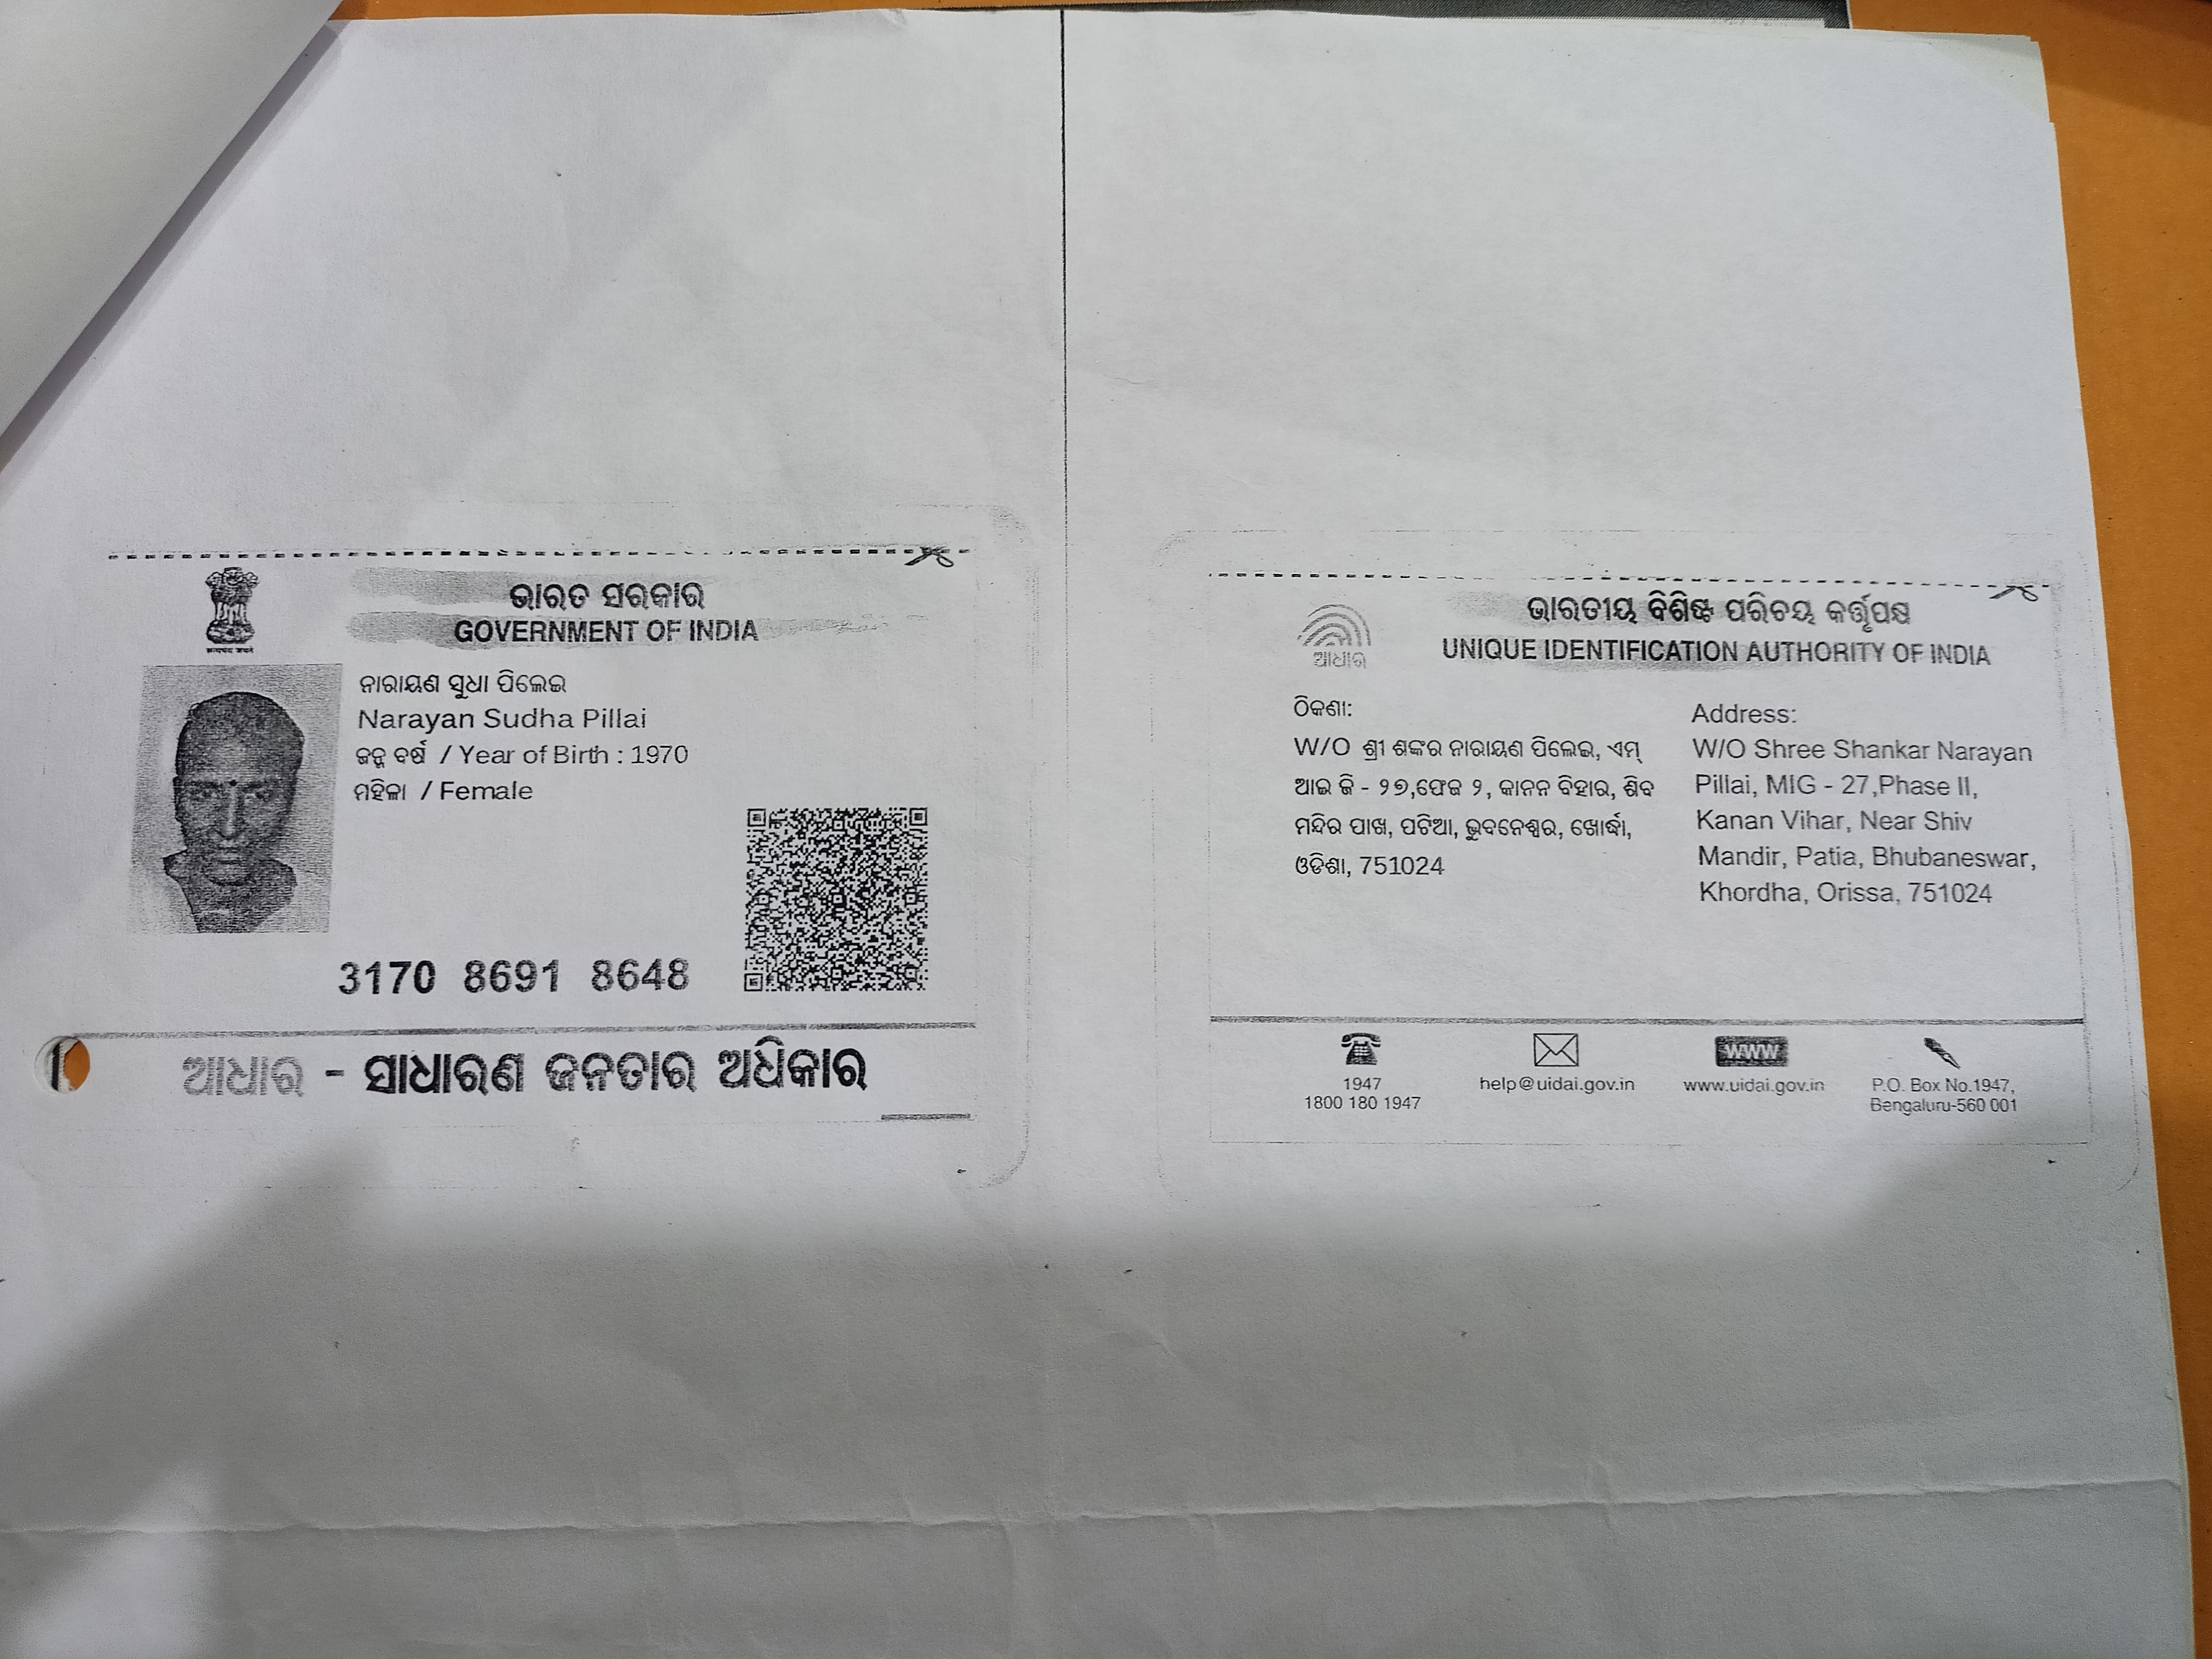 ଭାରତ ସରକାର
GOVERNMENT OF INDIA
सत्यमेव जयते
ନାରାୟଣ ସୁଧା ପିଲେଇ
Narayan Sudha Pillai
ଜନ୍ମ ବର୍ଷ / Year of Birth : 1970
ମହିଳା / Female
3170 8691 8648
ଆଧାର - ସାଧାରଣ ଜନତାର ଅଧିକାର
ଭାରତୀୟ ବିଶିଷ୍ଟ ପରିଚୟ କର୍ତ୍ତୃପକ୍ଷ
UNIQUE IDENTIFICATION AUTHORITY OF INDIA
ଆଧାର
ଠିକଣା:
W/O ଶ୍ରୀ ଶଙ୍କର ନାରାୟଣ ପିଲେଇ, ଏମ୍
ଆଇ ଜି - ୨୭,ଫେଜ ୨, କାନନ ବିହାର, ଶିବ
ମନ୍ଦିର ପାଖ, ପଟିଆ, ଭୁବନେଶ୍ୱର, ଖୋର୍ଦ୍ଧା,
ଓଡିଶା, 751024
Address:
W/O Shree Shankar Narayan
Pillai, MIG - 27,Phase II,
Kanan Vihar, Near Shiv
Mandir, Patia, Bhubaneswar,
Khordha, Orissa, 751024
1947
1800 180 1947
help@uidai.gov.in
www
www.uidai.gov.in
P.O. Box No.1947,
Bengaluru-560 001